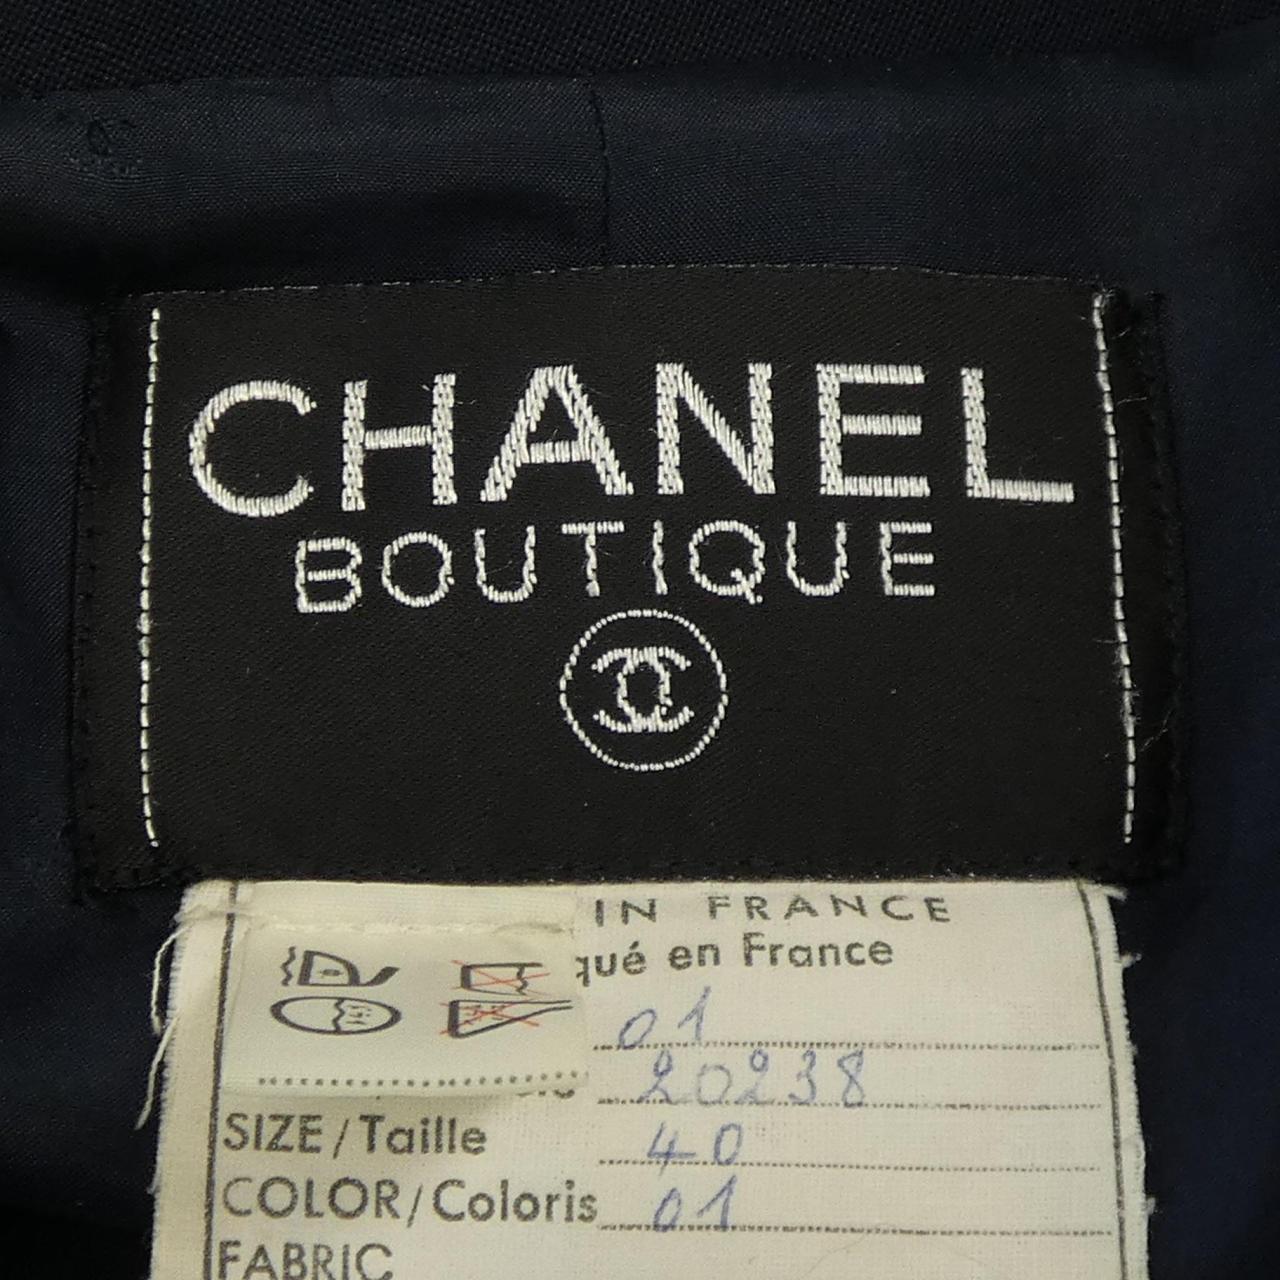 CHANEL
BOUTIQUE
IN FRANCE
qué en France
01
20238
SIZE/Taille 40
COLOR/Coloris 01
FABRIC